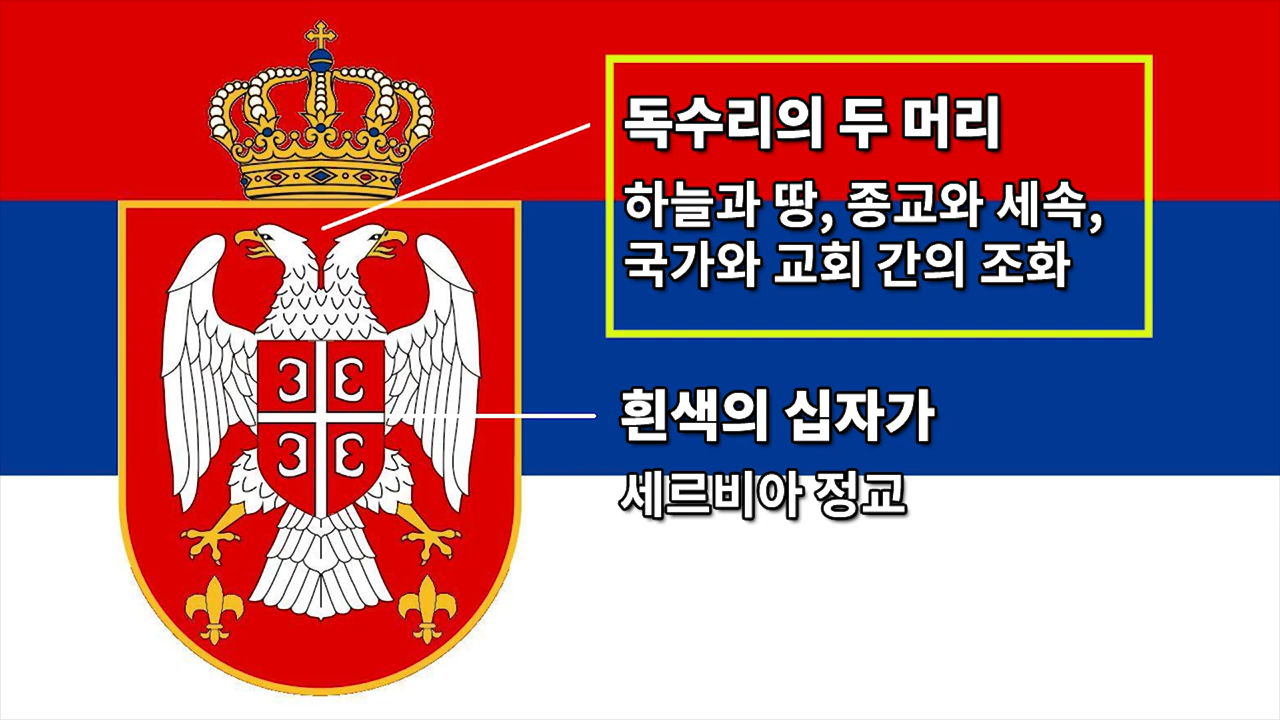 독수리의 두 머리
하늘과 땅, 종교와 세속,
국가와 교회 간의 조화
흰색의 십자가
세르비아 정교